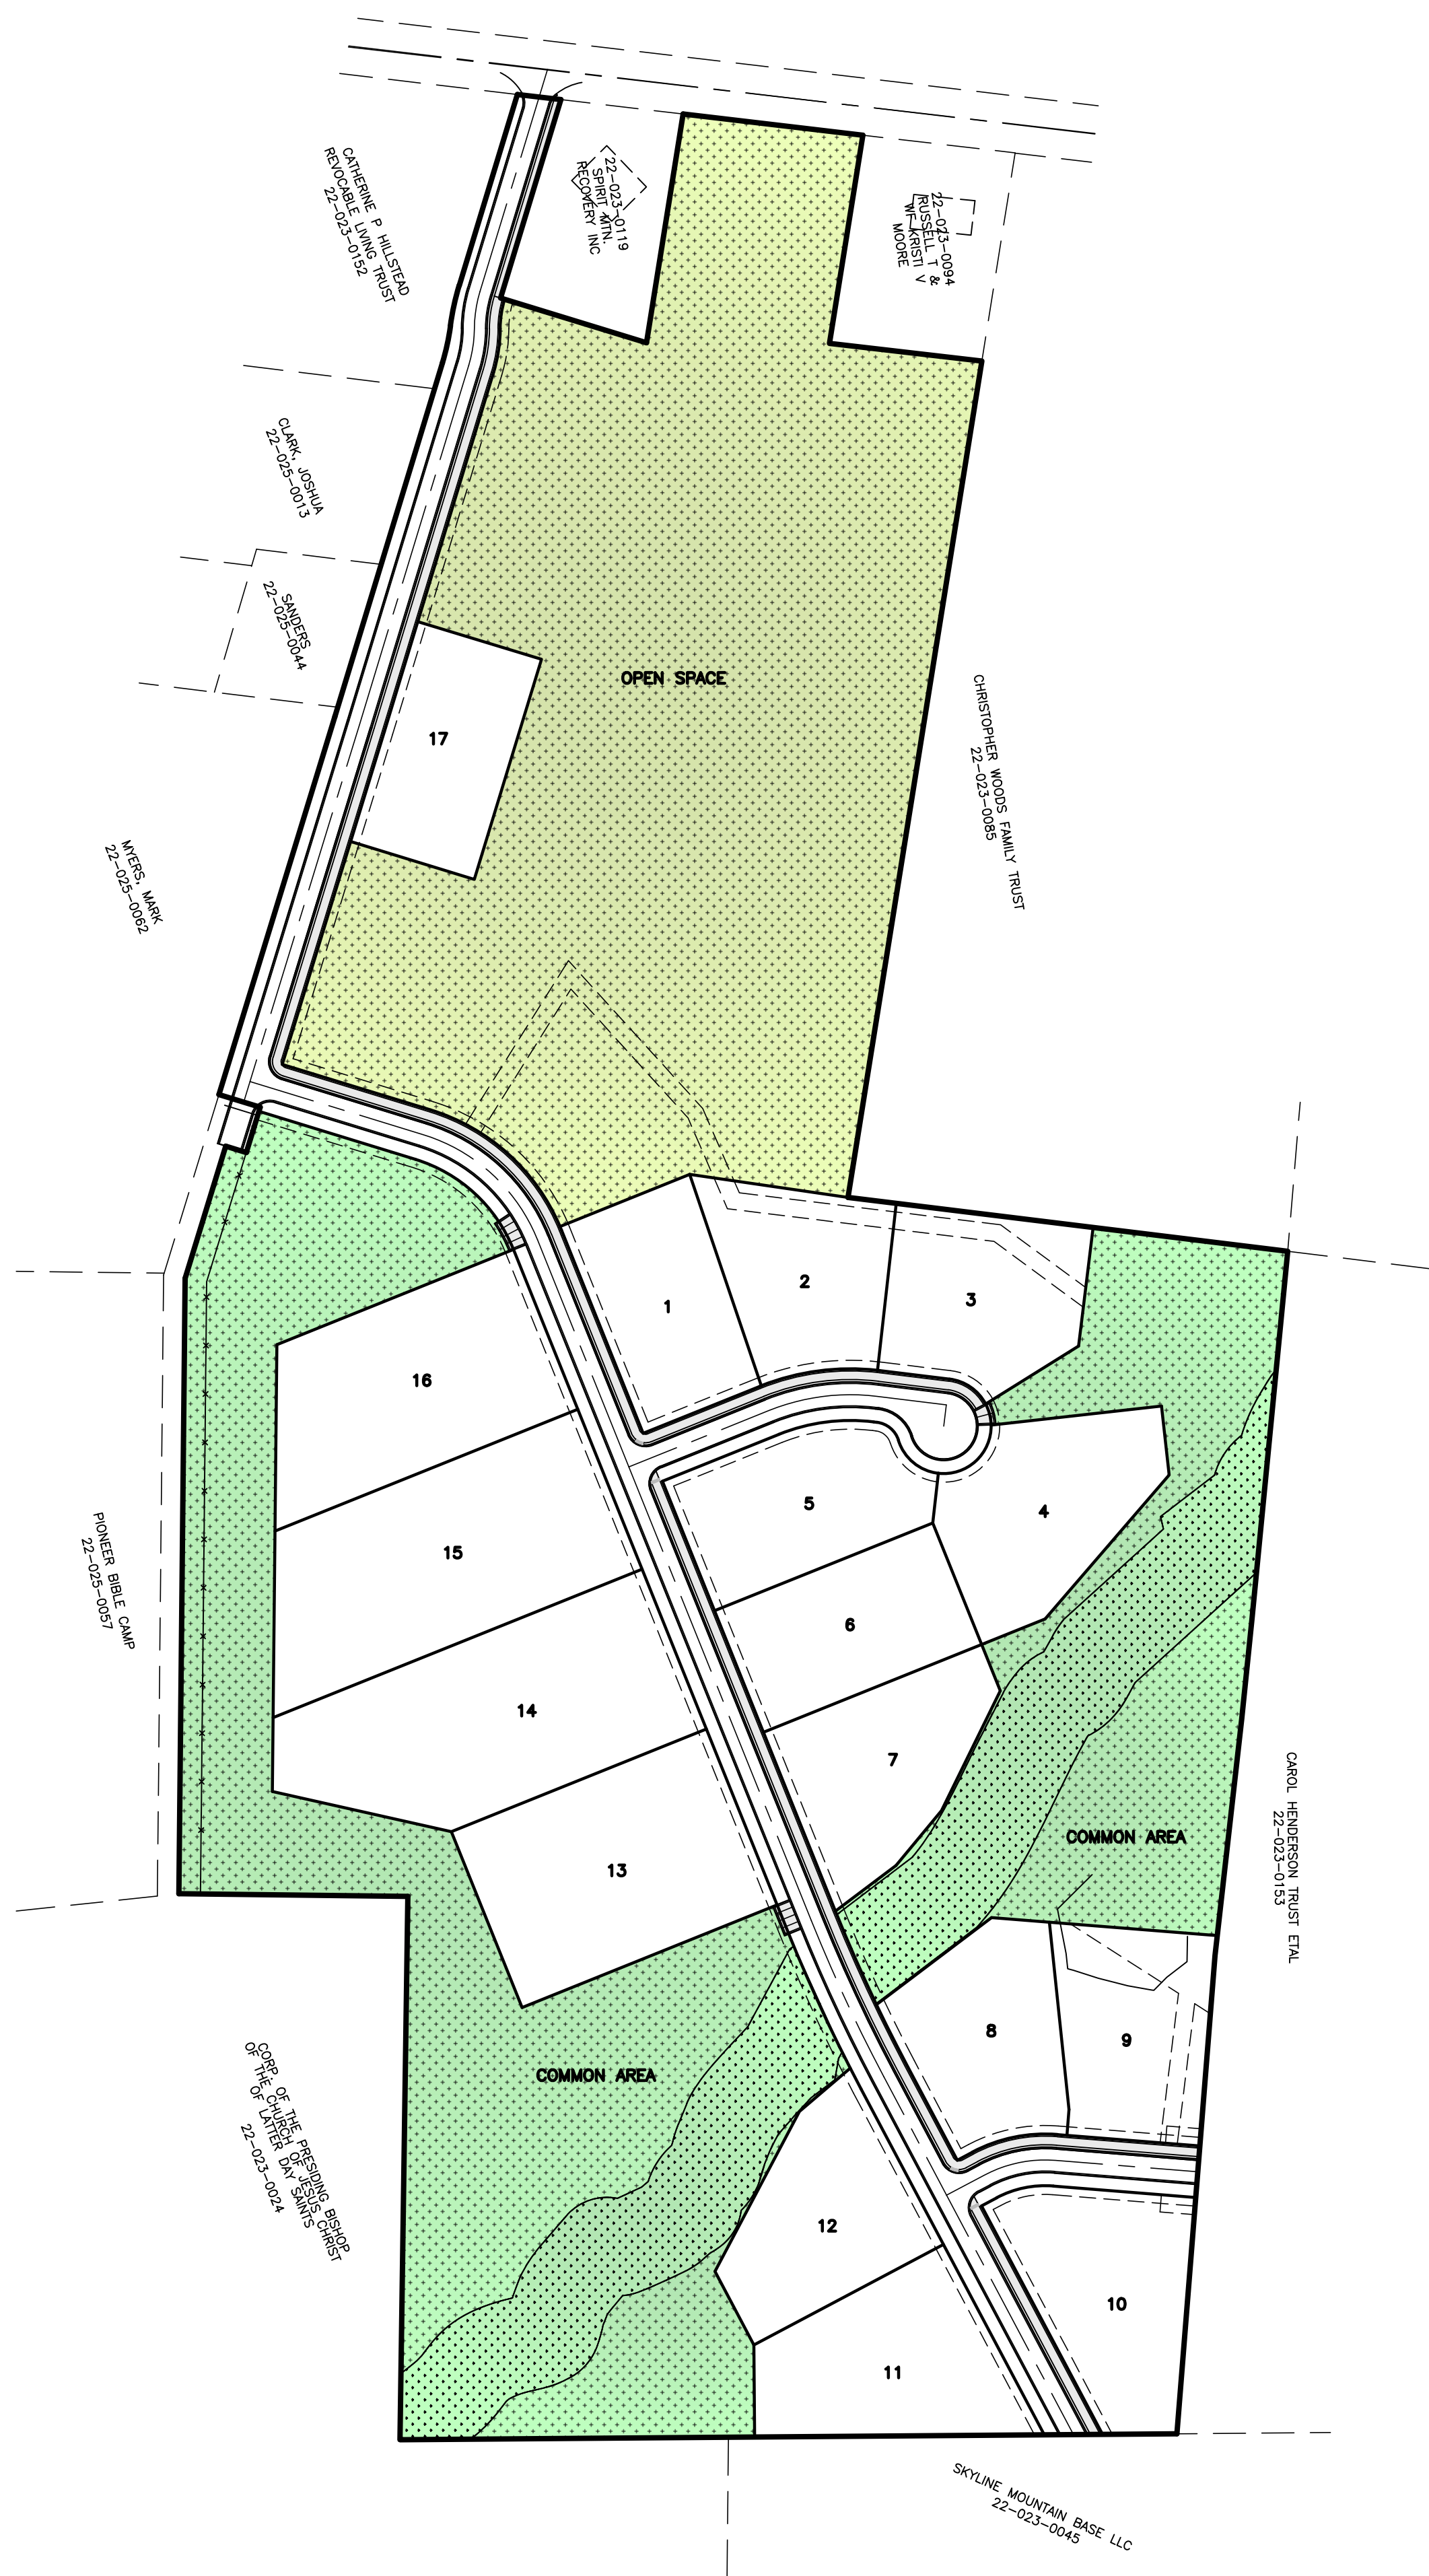 CATHERINE P HILLSTEAD
REVOCABLE LIVING TRUST
22-023-0152
22-023-0119
SPIRIT MTN.
RECOVERY INC
22-023-0094
RUSSELL T &
WF KRISTI V
MOORE
CLARK, JOSHUA
22-025-0013
SANDERS
22-025-0044
OPEN SPACE
17
CHRISTOPHER WOODS FAMILY TRUST
22-023-0085
MYERS, MARK
22-025-0062
1
2
3
16
5
4
15
6
14
7
13
PIONEER BIBLE CAMP
22-025-0057
COMMON AREA
CAROL HENDERSON TRUST ETAL
22-023-0153
8
9
COMMON AREA
CORP. OF THE PRESIDING BISHOP
OF THE CHURCH OF JESUS CHRIST
OF LATTER DAY SAINTS
22-023-0024
12
10
11
SKYLINE MOUNTAIN BASE LLC
22-023-0045